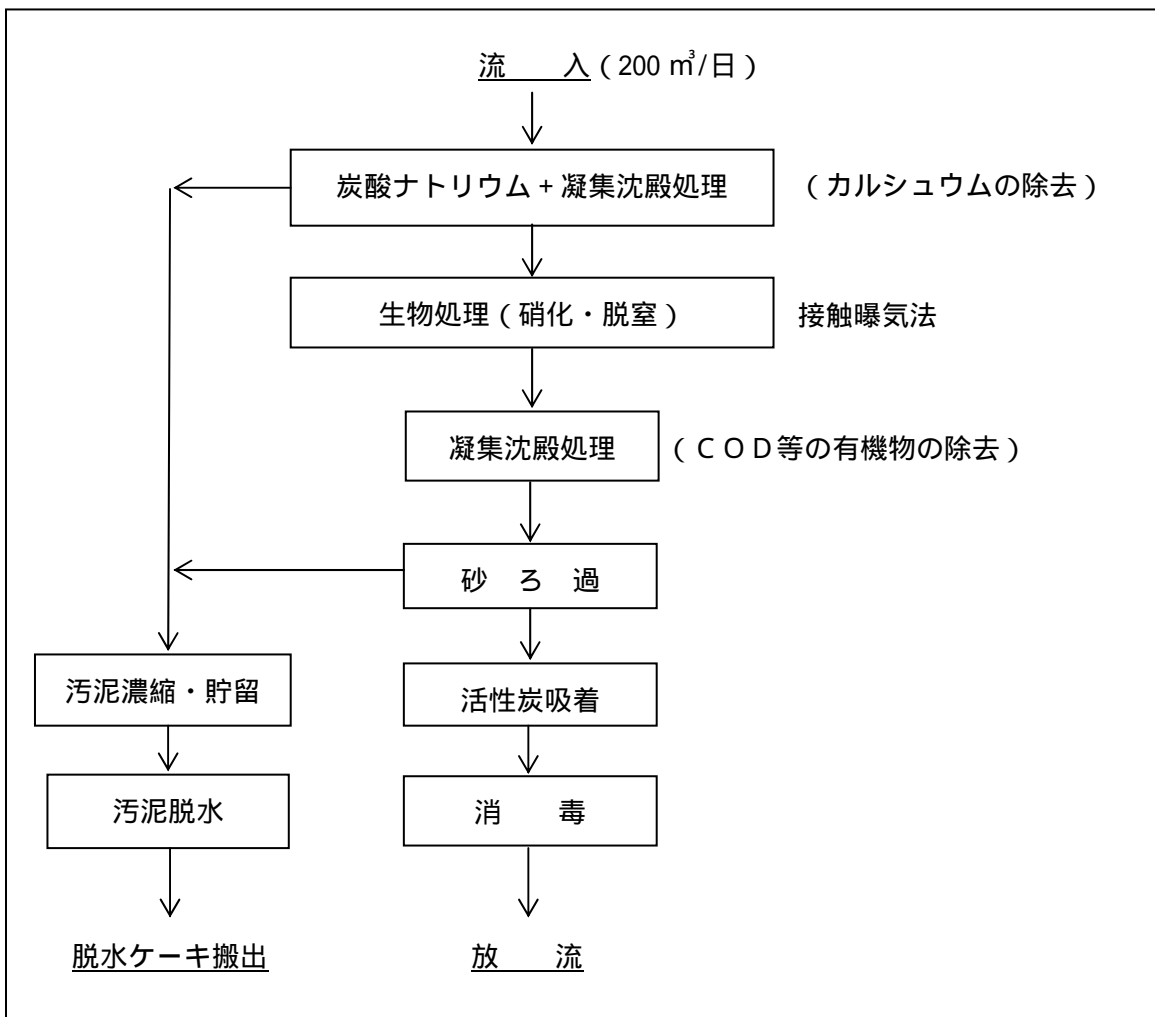 流　　入（200 ㎥/日）
炭酸ナトリウム + 凝集沈殿処理　（カルシュウムの除去）
生物処理（硝化・脱窒）　接触曝気法
凝集沈殿処理　（ＣＯＤ等の有機物の除去）
砂　ろ　過
汚泥濃縮・貯留　活性炭吸着
汚泥脱水　消　　毒
脱水ケーキ搬出　放　　流